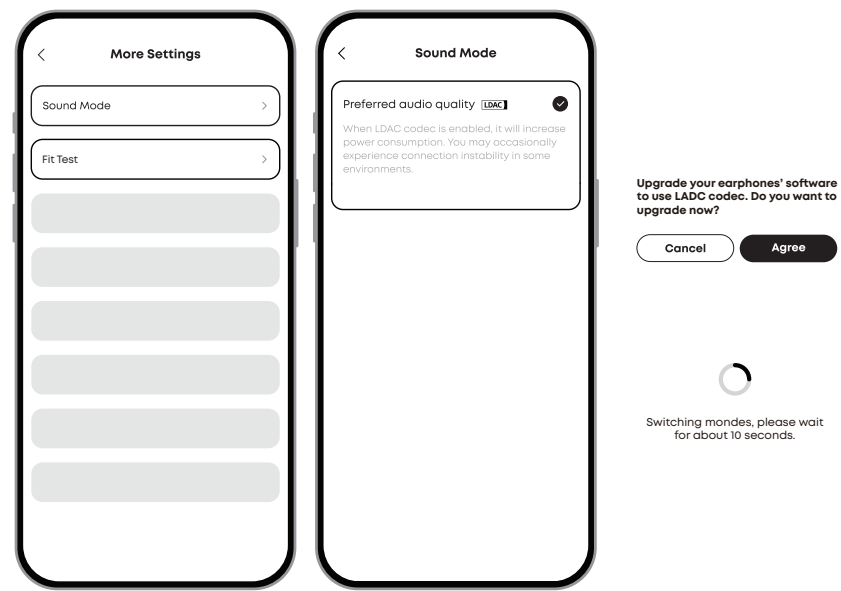 More Settings
Sound Mode
Fit Test
Sound Mode
Preferred audio quality LDAC
When LDAC codec is enabled, it will increase
power consumption. You may occasionally
experience connection instability in some
environments.
Upgrade your earphones’ software
to use LADC codec. Do you want to
upgrade now?
Cancel
Agree
Switching mondes, please wait
for about 10 seconds.